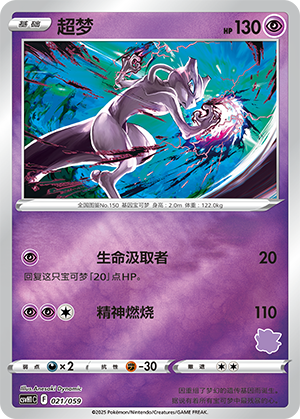 基础 超梦 HP 130
全国图鉴No.150 基因宝可梦 身高：2.0m 体重：122.0kg
生命汲取者 20
回复这只宝可梦「20」点HP。
精神燃烧 110
弱点 ×2 抵抗力 -30 撤退
Illus. Anesaki Dynamic
F 021/059
©2025 Pokémon/Nintendo/Creatures/GAME FREAK.